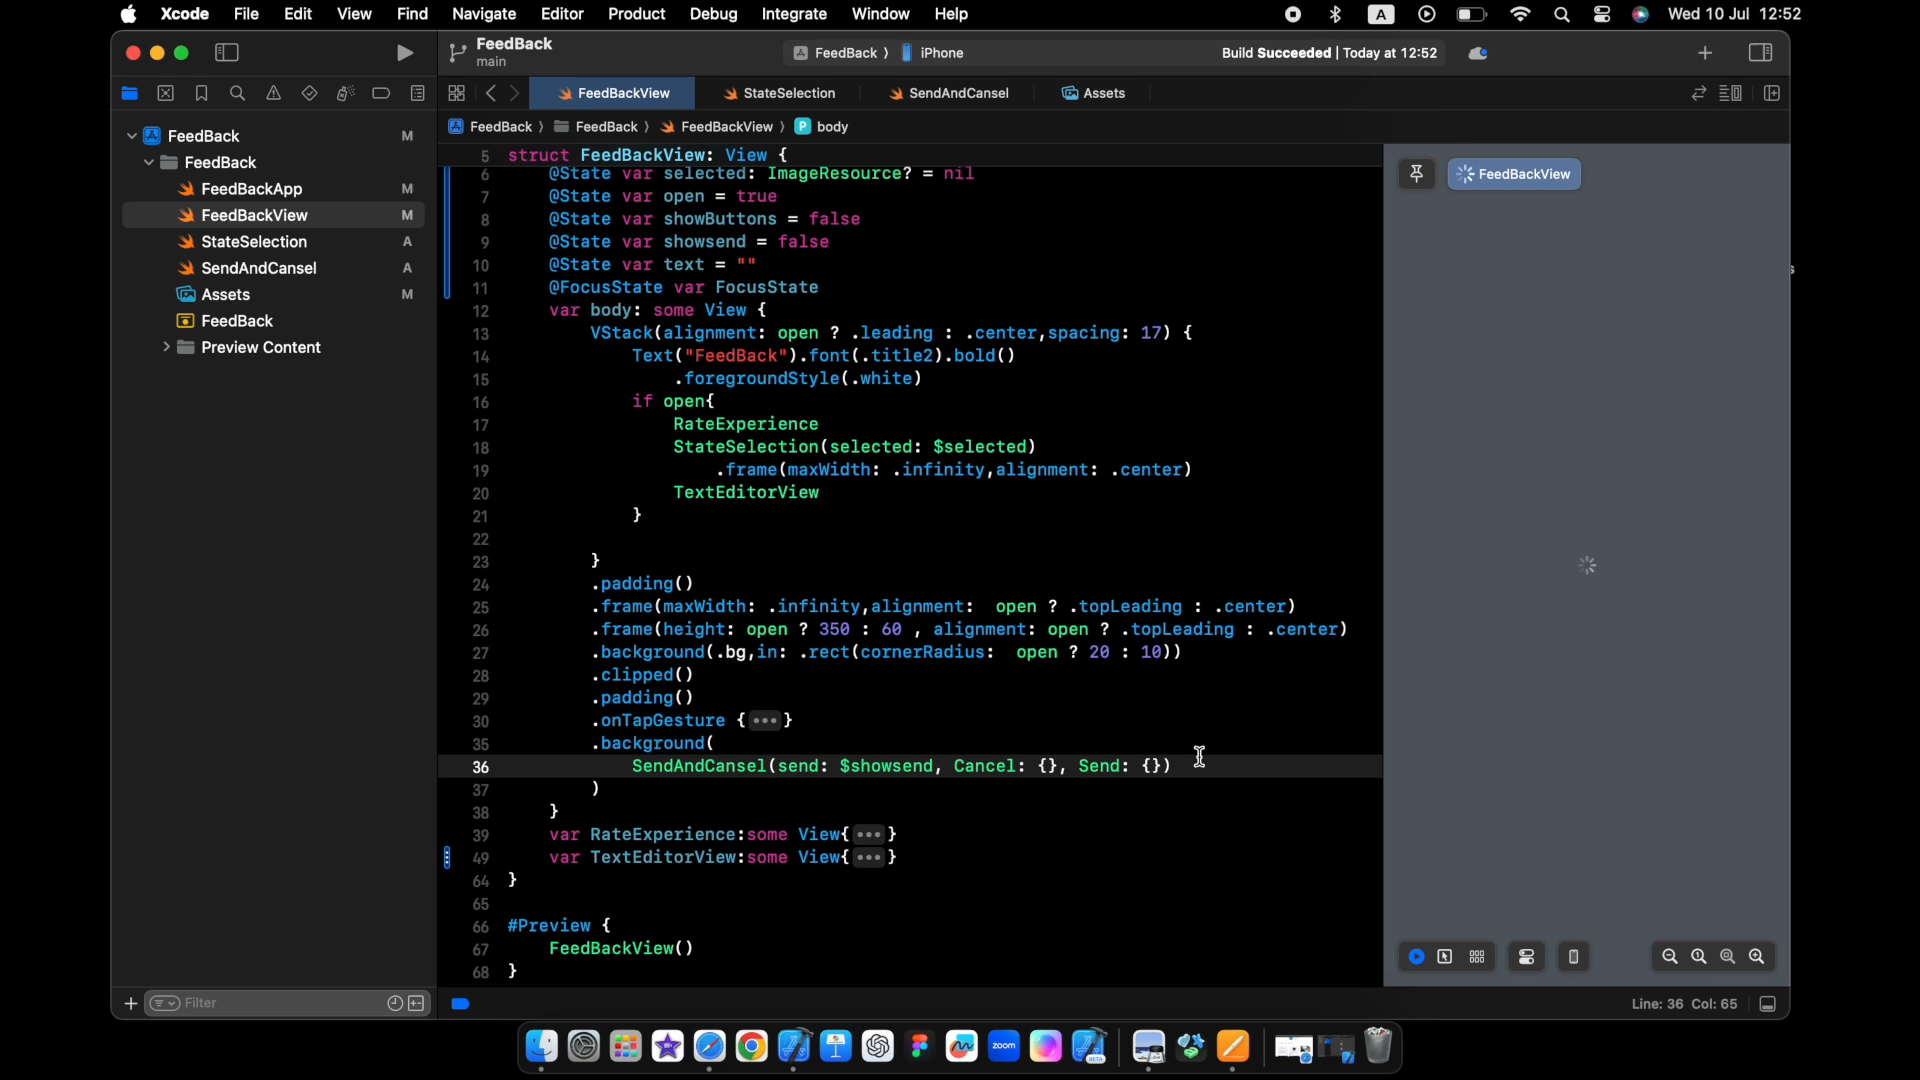 Xcode File Edit View Find Navigate Editor Product Debug Integrate Window Help A Wed 10 Jul 12:52
FeedBack
main
FeedBack 〉 iPhone
Build Succeeded | Today at 12:52
FeedBackView StateSelection SendAndCansel Assets
FeedBack 〉 FeedBack 〉 FeedBackView 〉 P body
FeedBack M
FeedBack
FeedBackApp M
FeedBackView M
StateSelection A
SendAndCansel A
Assets M
FeedBack
Preview Content
5 struct FeedBackView: View {
6 @State var selected: ImageResource? = nil
7 @State var open = true
8 @State var showButtons = false
9 @State var showsend = false
10 @State var text = ""
11 @FocusState var FocusState
12 var body: some View {
13 VStack(alignment: open ? .leading : .center,spacing: 17) {
14 Text("FeedBack").font(.title2).bold()
15 .foregroundStyle(.white)
16 if open{
17 RateExperience
18 StateSelection(selected: $selected)
19 .frame(maxWidth: .infinity,alignment: .center)
20 TextEditorView
21 }
22
23 }
24 .padding()
25 .frame(maxWidth: .infinity,alignment: open ? .topLeading : .center)
26 .frame(height: open ? 350 : 60 , alignment: open ? .topLeading : .center)
27 .background(.bg,in: .rect(cornerRadius: open ? 20 : 10))
28 .clipped()
29 .padding()
30 .onTapGesture {•••}
35 .background(
36 SendAndCansel(send: $showsend, Cancel: {}, Send: {})
37 )
38 }
39 var RateExperience:some View{•••}
49 var TextEditorView:some View{•••}
64 }
65
66 #Preview {
67 FeedBackView()
68 }
FeedBackView
Filter
Line: 36 Col: 65
zoom
BETA